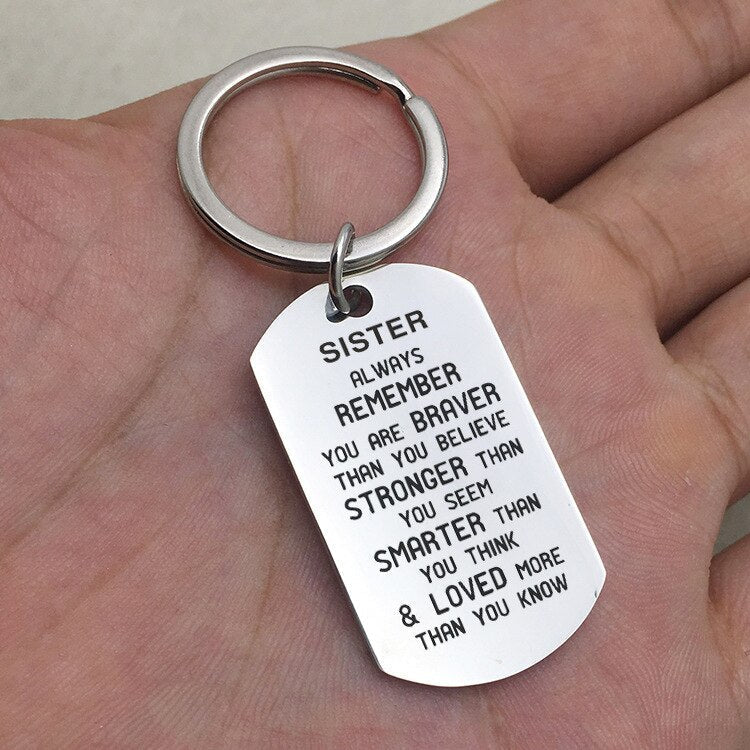 SISTER
ALWAYS
REMEMBER
YOU ARE BRAVER
THAN YOU BELIEVE
STRONGER THAN
YOU SEEM
SMARTER THAN
YOU THINK
& LOVED MORE
THAN YOU KNOW